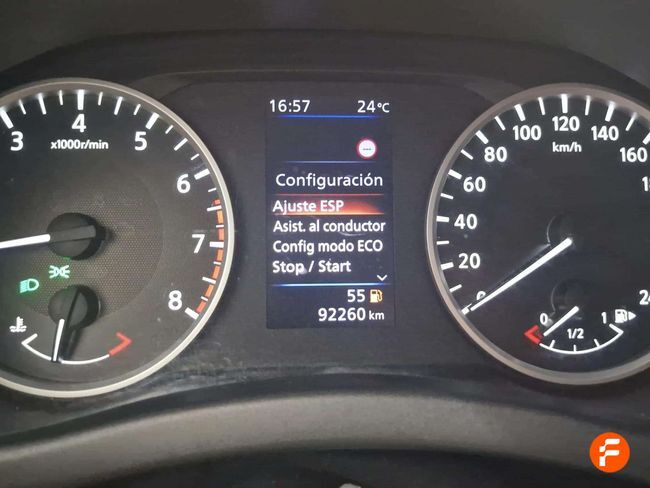 16:57 24°C
Configuración
Ajuste ESP
Asist. al conductor
Config modo ECO
Stop / Start
55
92260 km
3 4 5 6 7 8
x1000r/min
0 20 40 60 80 100 120 140 160
km/h
0 1/2 1
F